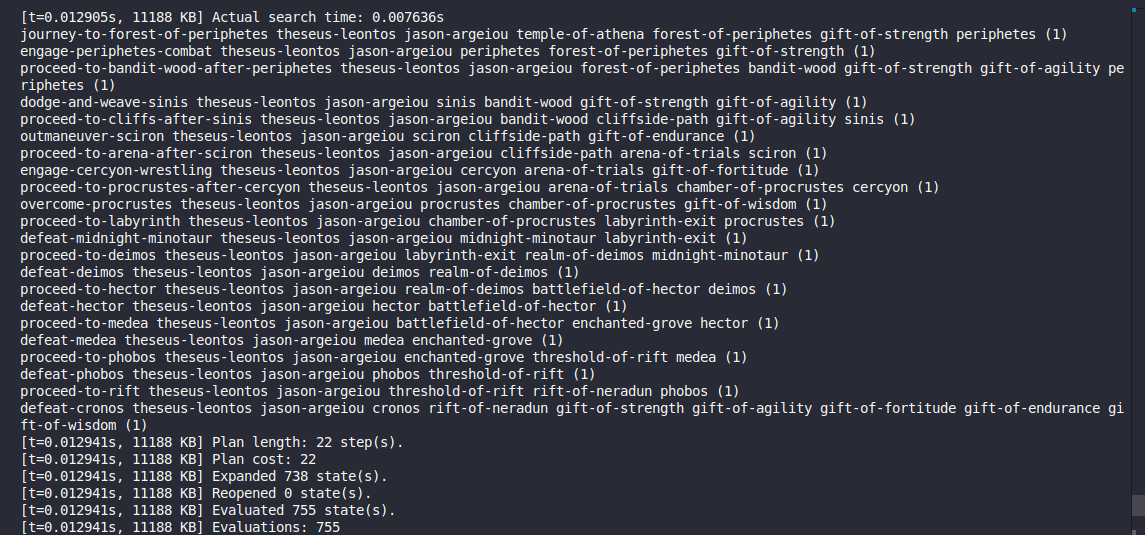 [t=0.012905s, 11188 KB] Actual search time: 0.007636s
journey-to-forest-of-periphetes theseus-leontos jason-argeiou temple-of-athena forest-of-periphetes gift-of-strength periphetes (1)
engage-periphetes-combat theseus-leontos jason-argeiou periphetes forest-of-periphetes gift-of-strength (1)
proceed-to-bandit-wood-after-periphetes theseus-leontos jason-argeiou forest-of-periphetes bandit-wood gift-of-strength gift-of-agility pe
riphetes (1)
dodge-and-weave-sinis theseus-leontos jason-argeiou sinis bandit-wood gift-of-strength gift-of-agility (1)
proceed-to-cliffs-after-sinis theseus-leontos jason-argeiou bandit-wood cliffside-path gift-of-agility sinis (1)
outmaneuver-sciron theseus-leontos jason-argeiou sciron cliffside-path gift-of-endurance (1)
proceed-to-arena-after-sciron theseus-leontos jason-argeiou cliffside-path arena-of-trials sciron (1)
engage-cercyon-wrestling theseus-leontos jason-argeiou cercyon arena-of-trials gift-of-fortitude (1)
proceed-to-procrustes-after-cercyon theseus-leontos jason-argeiou arena-of-trials chamber-of-procrustes cercyon (1)
overcome-procrustes theseus-leontos jason-argeiou procrustes chamber-of-procrustes gift-of-wisdom (1)
proceed-to-labyrinth theseus-leontos jason-argeiou chamber-of-procrustes labyrinth-exit procrustes (1)
defeat-midnight-minotaur theseus-leontos jason-argeiou midnight-minotaur labyrinth-exit (1)
proceed-to-deimos theseus-leontos jason-argeiou labyrinth-exit realm-of-deimos midnight-minotaur (1)
defeat-deimos theseus-leontos jason-argeiou deimos realm-of-deimos (1)
proceed-to-hector theseus-leontos jason-argeiou realm-of-deimos battlefield-of-hector deimos (1)
defeat-hector theseus-leontos jason-argeiou hector battlefield-of-hector (1)
proceed-to-medea theseus-leontos jason-argeiou battlefield-of-hector enchanted-grove hector (1)
defeat-medea theseus-leontos jason-argeiou medea enchanted-grove (1)
proceed-to-phobos theseus-leontos jason-argeiou enchanted-grove threshold-of-rift medea (1)
defeat-phobos theseus-leontos jason-argeiou phobos threshold-of-rift (1)
proceed-to-rift theseus-leontos jason-argeiou threshold-of-rift rift-of-neradun phobos (1)
defeat-cronos theseus-leontos jason-argeiou cronos rift-of-neradun gift-of-strength gift-of-agility gift-of-fortitude gift-of-endurance gi
ft-of-wisdom (1)
[t=0.012941s, 11188 KB] Plan length: 22 step(s).
[t=0.012941s, 11188 KB] Plan cost: 22
[t=0.012941s, 11188 KB] Expanded 738 state(s).
[t=0.012941s, 11188 KB] Reopened 0 state(s).
[t=0.012941s, 11188 KB] Evaluated 755 state(s).
[t=0.012941s, 11188 KB] Evaluations: 755